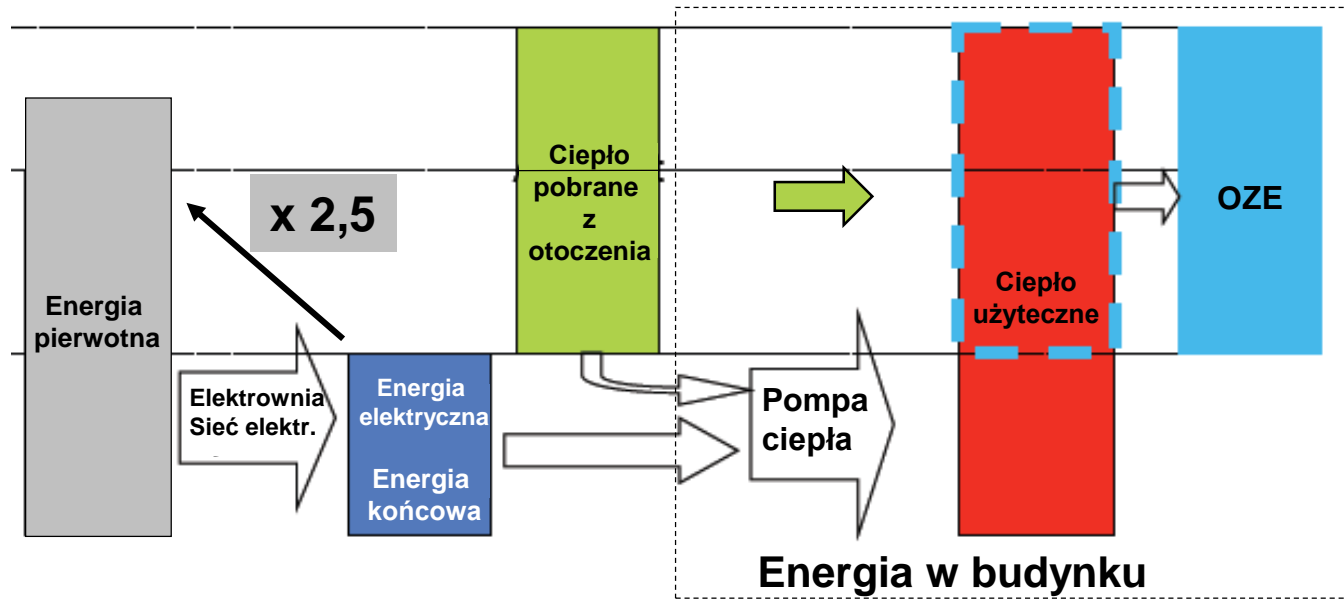 Energia
pierwotna
x 2,5
Elektrownia
Sieć elektr.
Energia
elektryczna
Energia
końcowa
Ciepło
pobrane
z
otoczenia
Pompa
ciepła
Ciepło
użyteczne
OZE
Energia w budynku